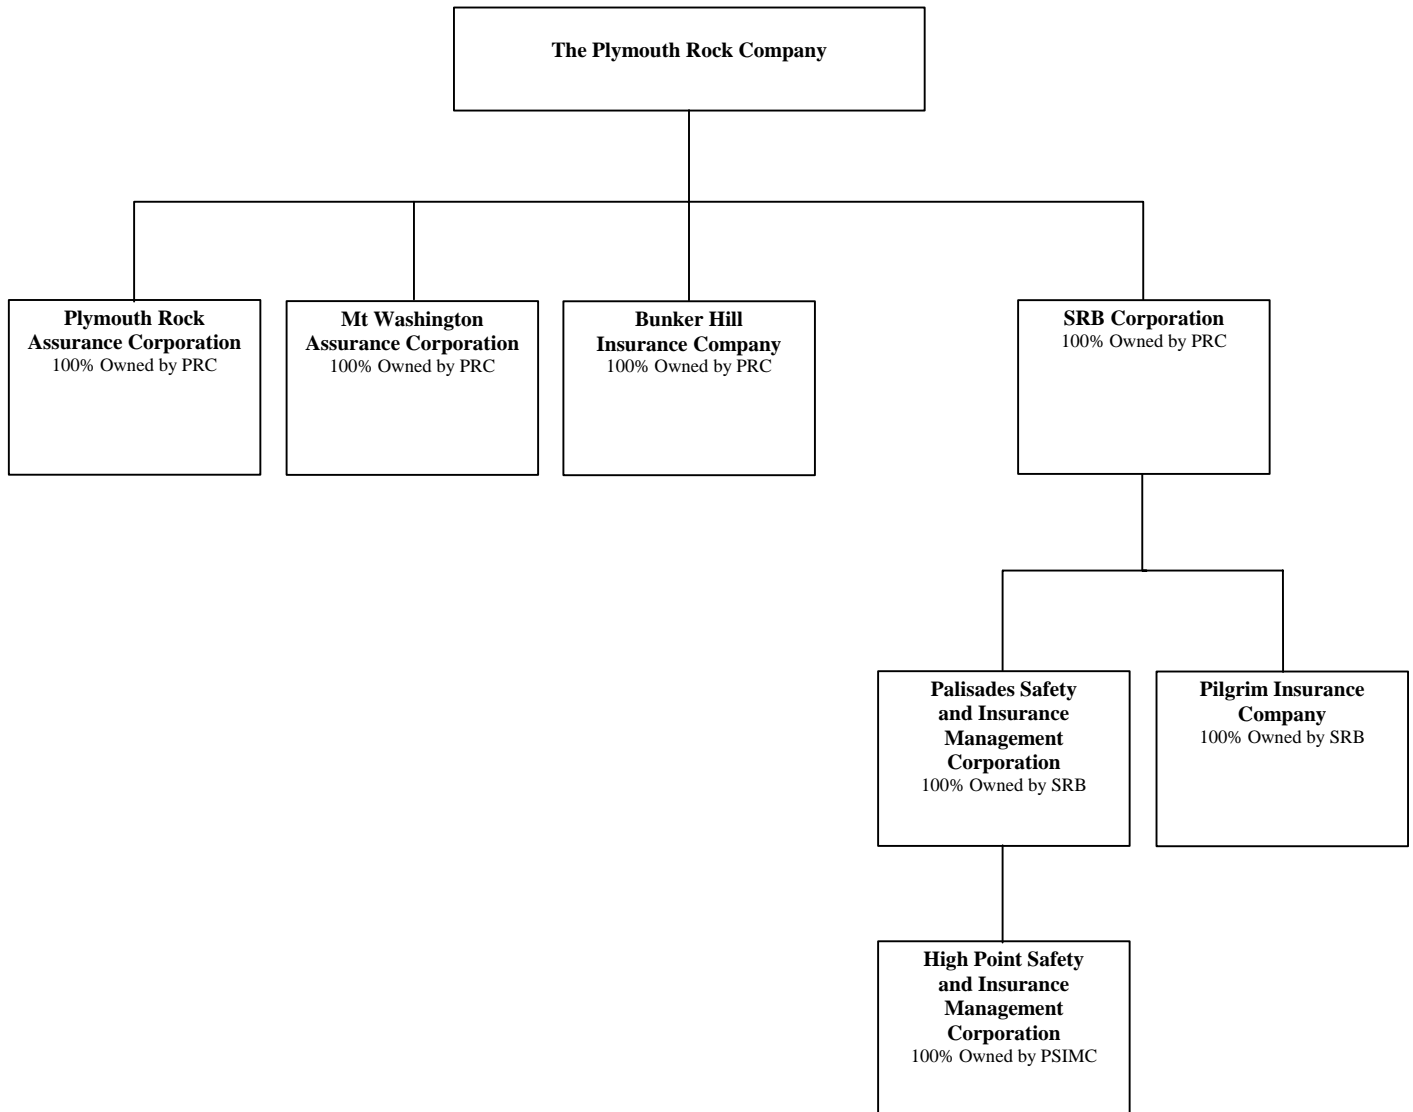 The Plymouth Rock Company
Plymouth Rock
Assurance Corporation
100% Owned by PRC
Mt Washington
Assurance Corporation
100% Owned by PRC
Bunker Hill
Insurance Company
100% Owned by PRC
SRB Corporation
100% Owned by PRC
Palisades Safety
and Insurance
Management
Corporation
100% Owned by SRB
Pilgrim Insurance
Company
100% Owned by SRB
High Point Safety
and Insurance
Management
Corporation
100% Owned by PSIMC